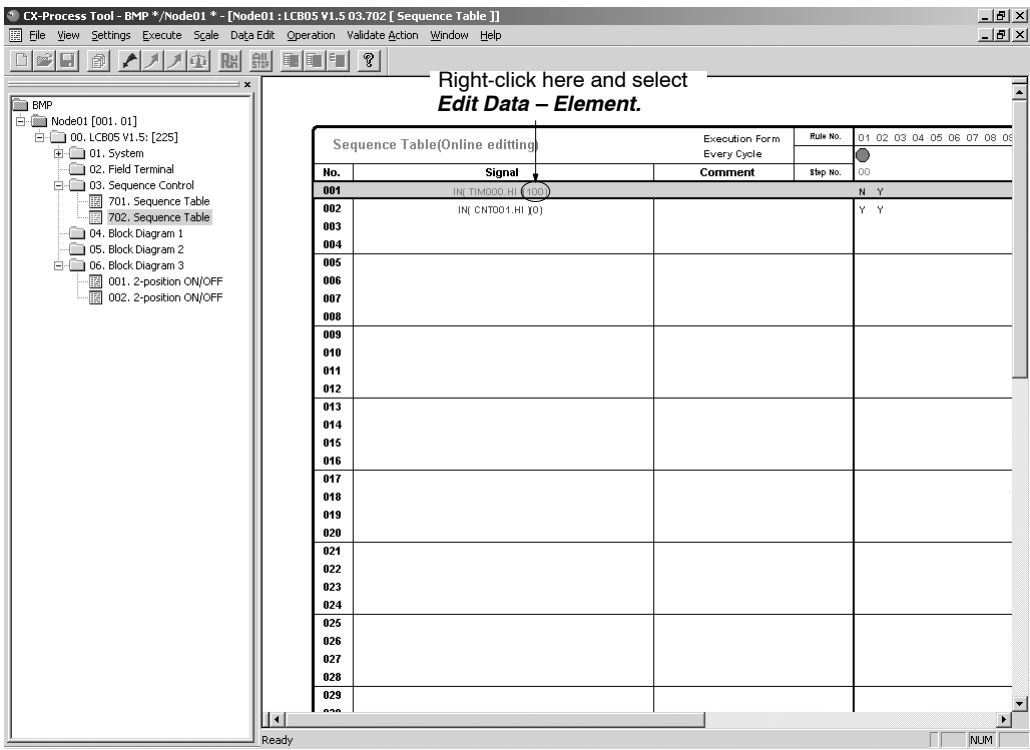 CX-Process Tool - BMP */Node01 * - [Node01 : LCB05 V1.5 03.702 [ Sequence Table ]]
File View Settings Execute Scale Data Edit Operation Validate Action Window Help
Right-click here and select
Edit Data – Element.
BMP
Node01 [001. 01]
00. LCB05 V1.5: [225]
01. System
02. Field Terminal
03. Sequence Control
701. Sequence Table
702. Sequence Table
04. Block Diagram 1
05. Block Diagram 2
06. Block Diagram 3
001. 2-position ON/OFF
002. 2-position ON/OFF
Sequence Table(Online editting)
Execution Form
Every Cycle
Rule No. 01 02 03 04 05 06 07 08 09
No. Signal Comment Step No. 00
001 IN( TIM000.HI )(100) N Y
002 IN( CNT001.HI )(0) Y Y
003
004
005
006
007
008
009
010
011
012
013
014
015
016
017
018
019
020
021
022
023
024
025
026
027
028
029
Ready NUM